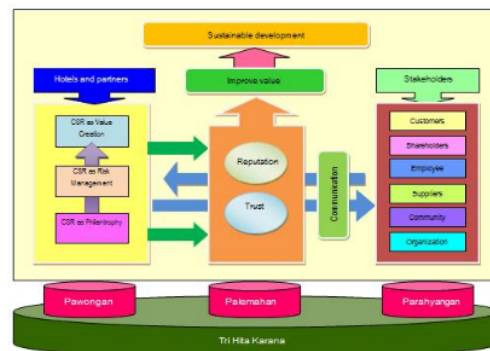 Sustainable development
Hotels and partners
Improve value
Stakeholders
CSR as Value
Creation
CSR as Risk
Management
CSR as Philantropy
Reputation
Trust
Communication
Customers
Shareholders
Employee
Suppliers
Community
Organization
Pawongan
Palemahan
Parahyangan
Tri Hita Karana